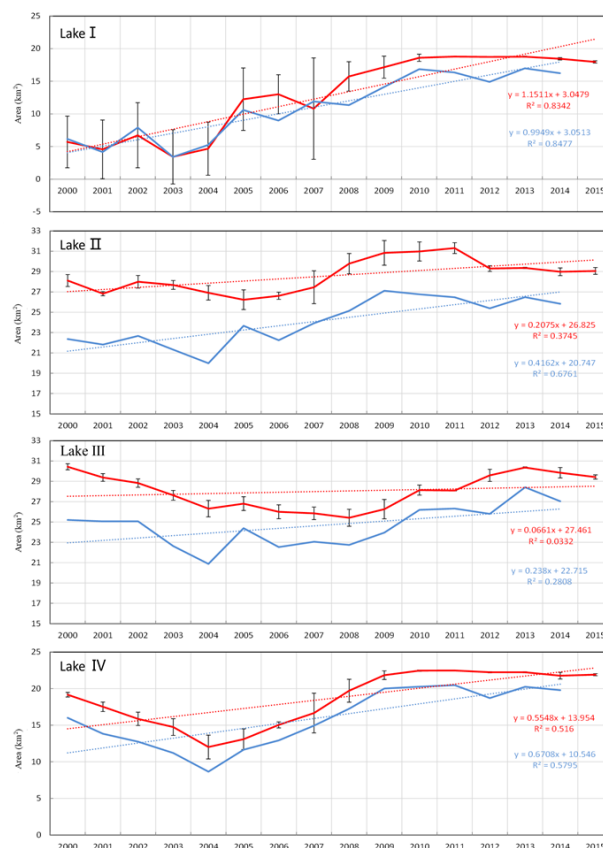 Lake I
Area (km²)
25
20
15
10
5
0
-5
y = 1.1511x + 3.0479
R² = 0.8342
y = 0.9949x + 3.0513
R² = 0.8477
2000 2001 2002 2003 2004 2005 2006 2007 2008 2009 2010 2011 2012 2013 2014 2015
Lake II
Area (km²)
33
31
29
27
25
23
21
19
17
15
y = 0.2075x + 26.825
R² = 0.3745
y = 0.4162x + 20.747
R² = 0.6761
2000 2001 2002 2003 2004 2005 2006 2007 2008 2009 2010 2011 2012 2013 2014 2015
Lake III
Area (km²)
33
31
29
27
25
23
21
19
17
15
y = 0.0661x + 27.461
R² = 0.0332
y = 0.238x + 22.715
R² = 0.2808
2000 2001 2002 2003 2004 2005 2006 2007 2008 2009 2010 2011 2012 2013 2014 2015
Lake IV
Area (km²)
25
20
15
10
5
0
y = 0.5548x + 13.954
R² = 0.516
y = 0.6708x + 10.546
R² = 0.5795
2000 2001 2002 2003 2004 2005 2006 2007 2008 2009 2010 2011 2012 2013 2014 2015